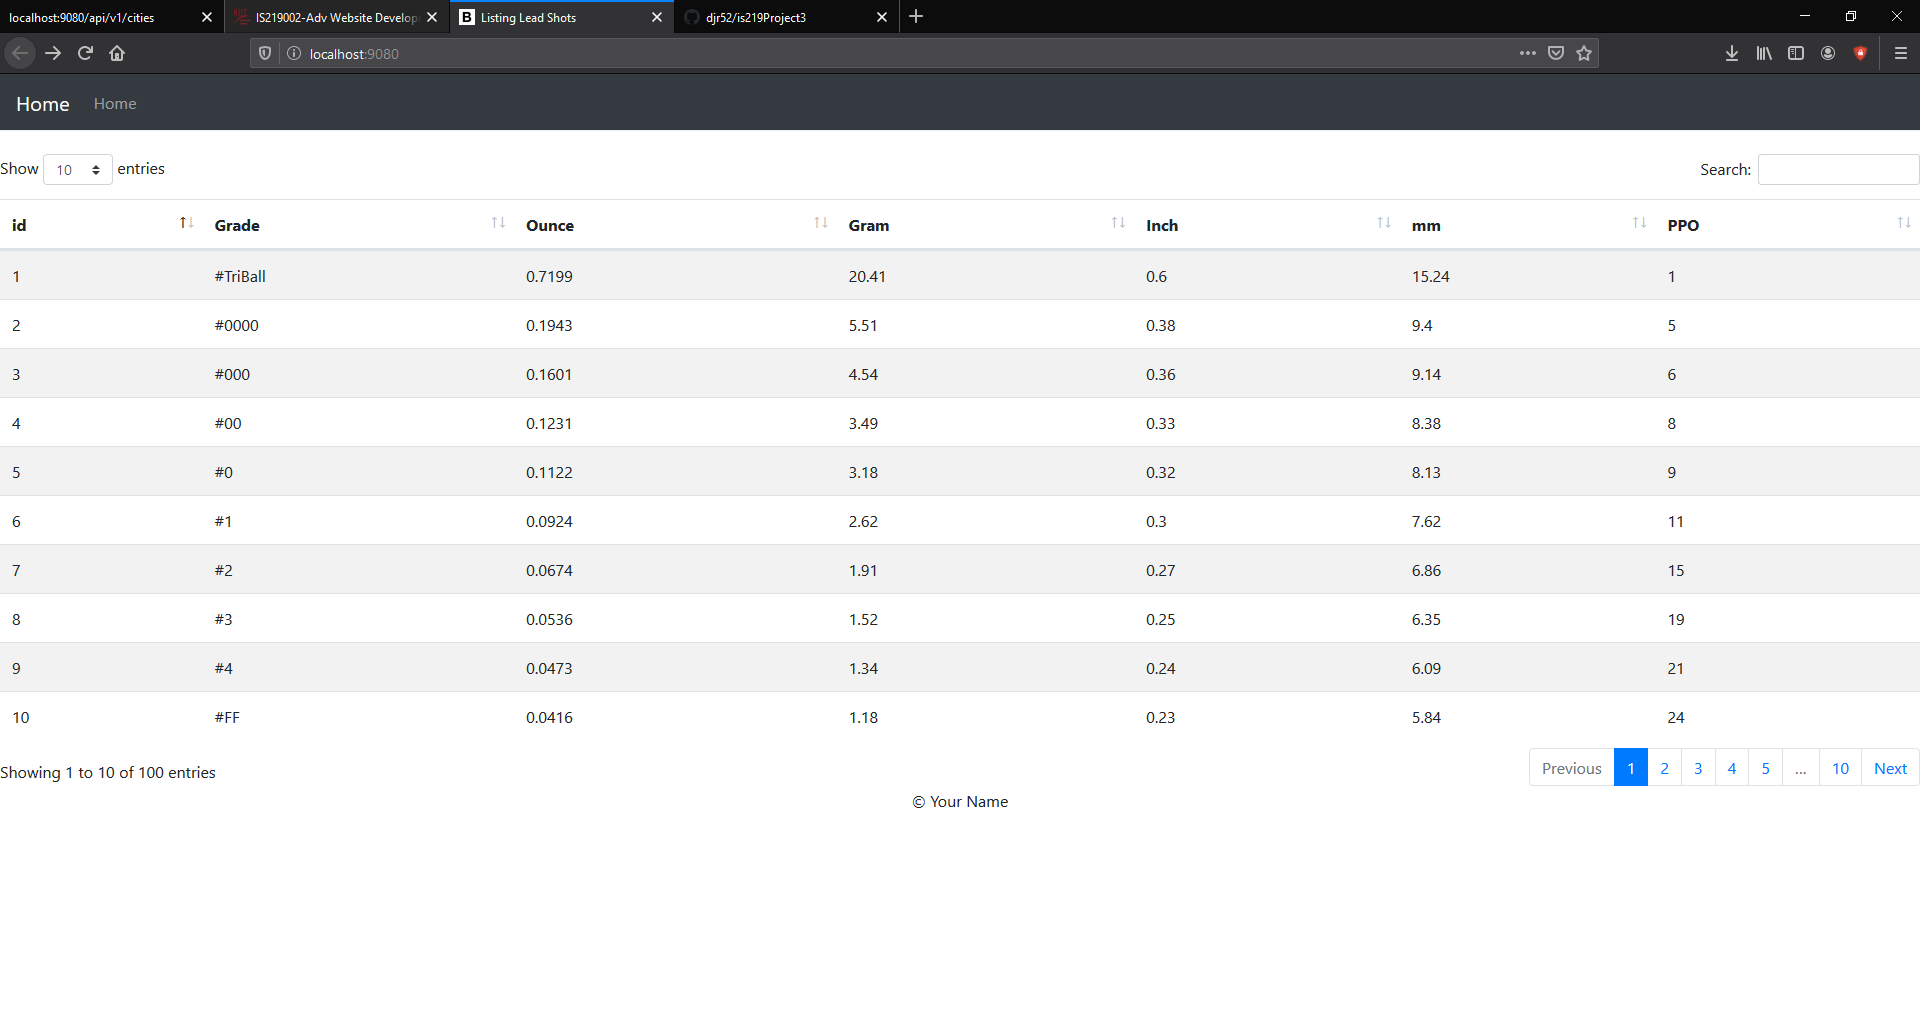 localhost:9080/api/v1/cities IS219002-Adv Website Develop Listing Lead Shots djr52/is219Project3
localhost:9080
Home Home
Show 10 entries Search:
id Grade Ounce Gram Inch mm PPO
1 #TriBall 0.7199 20.41 0.6 15.24 1
2 #0000 0.1943 5.51 0.38 9.4 5
3 #000 0.1601 4.54 0.36 9.14 6
4 #00 0.1231 3.49 0.33 8.38 8
5 #0 0.1122 3.18 0.32 8.13 9
6 #1 0.0924 2.62 0.3 7.62 11
7 #2 0.0674 1.91 0.27 6.86 15
8 #3 0.0536 1.52 0.25 6.35 19
9 #4 0.0473 1.34 0.24 6.09 21
10 #FF 0.0416 1.18 0.23 5.84 24
Showing 1 to 10 of 100 entries Previous 1 2 3 4 5 … 10 Next
© Your Name